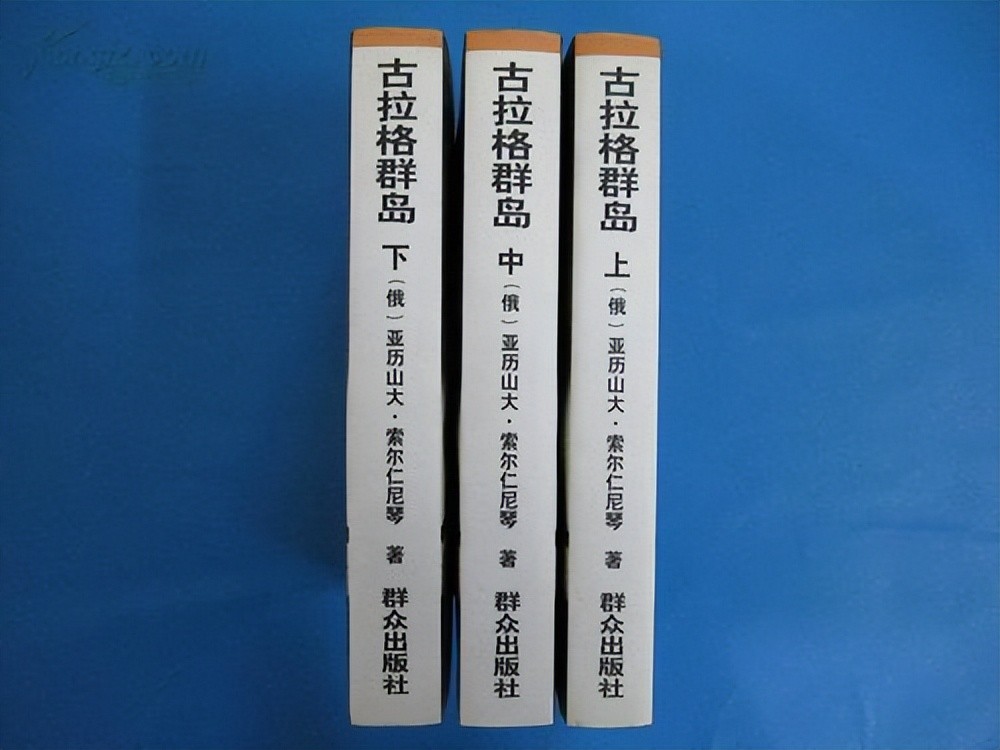 古拉格群岛 下 （俄）亚历山大·索尔仁尼琴 著 群众出版社
古拉格群岛 中 （俄）亚历山大·索尔仁尼琴 著 群众出版社
古拉格群岛 上 （俄）亚历山大·索尔仁尼琴 著 群众出版社